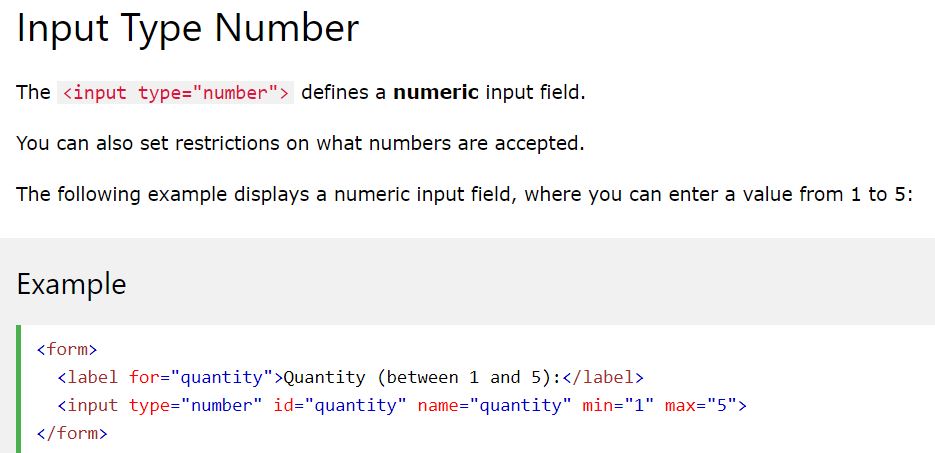 Input Type Number
The <input type="number"> defines a numeric input field.
You can also set restrictions on what numbers are accepted.
The following example displays a numeric input field, where you can enter a value from 1 to 5:
Example
<form>
  <label for="quantity">Quantity (between 1 and 5):</label>
  <input type="number" id="quantity" name="quantity" min="1" max="5">
</form>